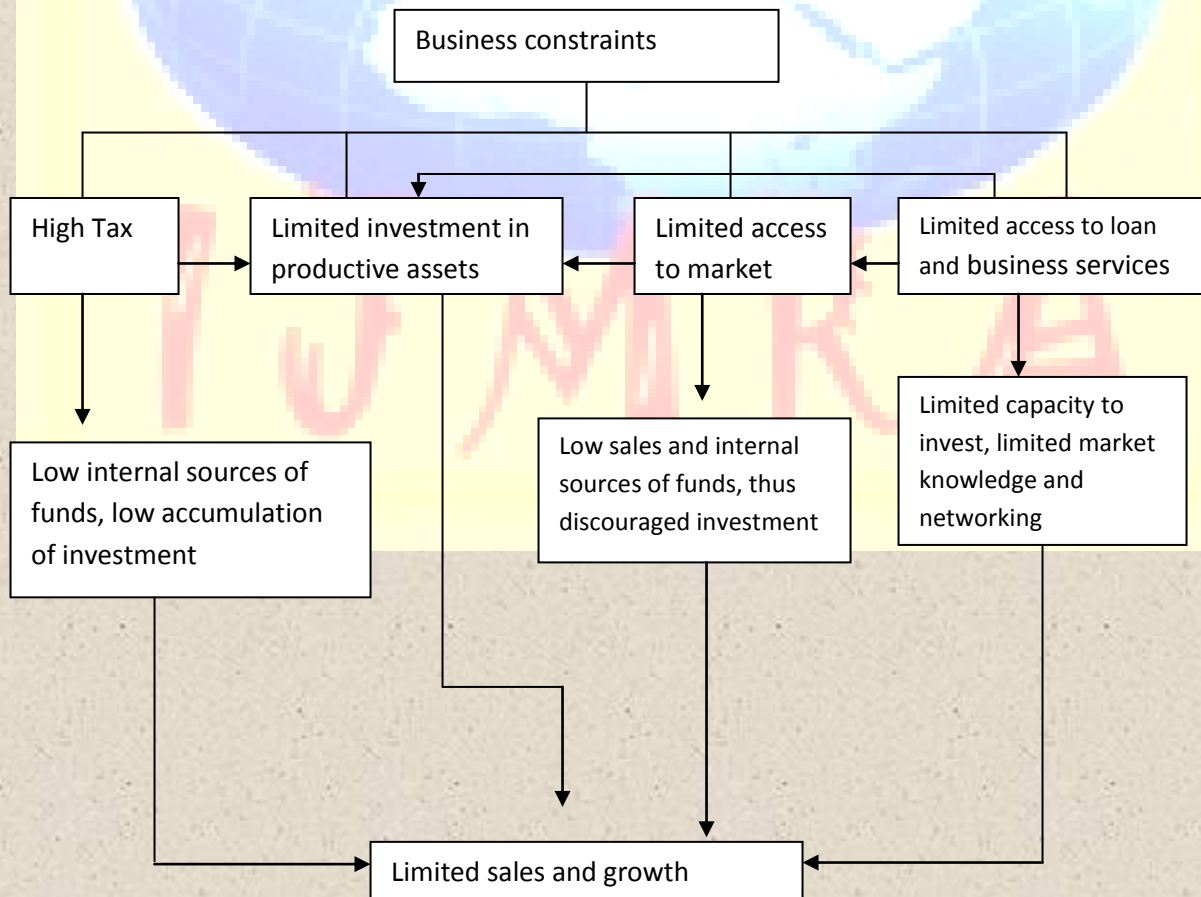 Business constraints
High Tax
Limited investment in
productive assets
Limited access
to market
Limited access to loan
and business services
Low internal sources of
funds, low accumulation
of investment
Low sales and internal
sources of funds, thus
discouraged investment
Limited capacity to
invest, limited market
knowledge and
networking
Limited sales and growth
IJMRA